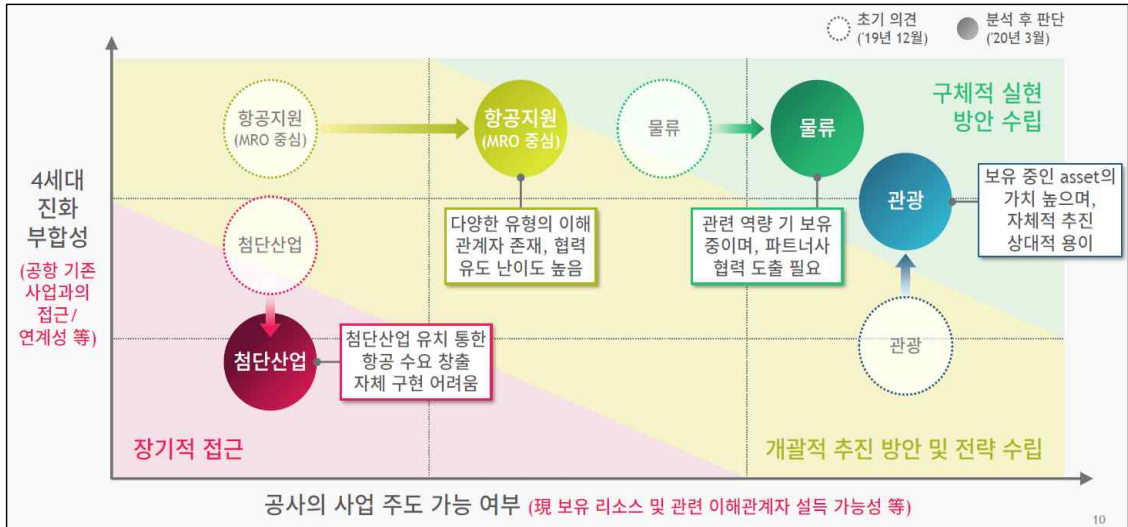 초기 의견
('19년 12월)
분석 후 판단
('20년 3월)
4세대
진화
부합성
(공항 기존
사업과의
접근/
연계성 等)
항공지원
(MRO 중심)
항공지원
(MRO 중심)
물류
물류
구체적 실현
방안 수립
관광
보유 중인 asset의
가치 높으며,
자체적 추진
상대적 용이
첨단산업
다양한 유형의 이해
관계자 존재, 협력
유도 난이도 높음
관련 역량 기 보유
중이며, 파트너사
협력 도출 필요
첨단산업
첨단산업 유치 통한
항공 수요 창출
자체 구현 어려움
관광
장기적 접근
개괄적 추진 방안 및 전략 수립
공사의 사업 주도 가능 여부 (現 보유 리소스 및 관련 이해관계자 설득 가능성 等)
10